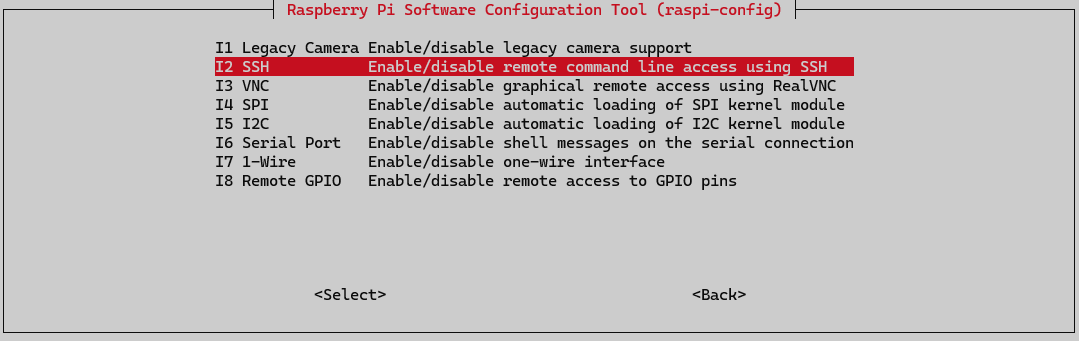 Raspberry Pi Software Configuration Tool (raspi-config)
I1 Legacy Camera Enable/disable legacy camera support
I2 SSH Enable/disable remote command line access using SSH
I3 VNC Enable/disable graphical remote access using RealVNC
I4 SPI Enable/disable automatic loading of SPI kernel module
I5 I2C Enable/disable automatic loading of I2C kernel module
I6 Serial Port Enable/disable shell messages on the serial connection
I7 1-Wire Enable/disable one-wire interface
I8 Remote GPIO Enable/disable remote access to GPIO pins
<Select> <Back>